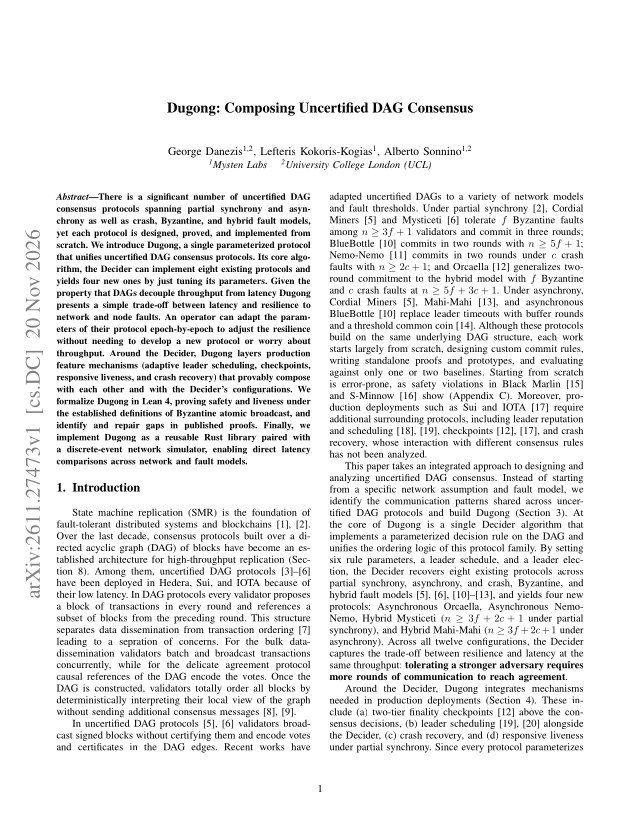 Dugong: Composing Uncertified DAG Consensus
George Danezis1,2, Lefteris Kokoris-Kogias1, Alberto Sonnino1,2
1Mysten Labs 2University College London (UCL)
Abstract—There is a significant number of uncertified DAG
consensus protocols spanning partial synchrony and asyn-
chrony as well as crash, Byzantine, and hybrid fault models,
yet each protocol is designed, proved, and implemented from
scratch. We introduce Dugong, a single parameterized protocol
that unifies uncertified DAG consensus protocols. Its core algo-
rithm, the Decider can implement eight existing protocols and
yields four new ones by just tuning its parameters. Given the
property that DAGs decouple throughput from latency Dugong
presents a simple trade-off between latency and resilience to
network and node faults. An operator can adapt the param-
eters of their protocol epoch-by-epoch to adjust the resilience
without needing to develop a new protocol or worry about
throughput. Around the Decider, Dugong layers production
feature mechanisms (adaptive leader scheduling, checkpoints,
responsive liveness, and crash recovery) that provably compose
with each other and with the Decider's configurations. We
formalize Dugong in Lean 4, proving safety and liveness under
the established definitions of Byzantine atomic broadcast, and
identify and repair gaps in published proofs. Finally, we
implement Dugong as a reusable Rust library paired with
a discrete-event network simulator, enabling direct latency
comparisons across network and fault models.
1. Introduction
State machine replication (SMR) is the foundation of
fault-tolerant distributed systems and blockchains [1], [2].
Over the last decade, consensus protocols built over a di-
rected acyclic graph (DAG) of blocks have become an es-
tablished architecture for high-throughput replication (Sec-
tion 8). Among them, uncertified DAG protocols [3]–[6]
have been deployed in Hedera, Sui, and IOTA because of
their low latency. In DAG protocols every validator proposes
a block of transactions in every round and references a
subset of blocks from the preceding round. This structure
separates data dissemination from transaction ordering [7]
leading to a separation of concerns. For the bulk data-
dissemination validators batch and broadcast transactions
concurrently, while for the delicate agreement protocol
causal references of the DAG encode the votes. Once the
DAG is constructed, validators totally order all blocks by
deterministically interpreting their local view of the graph
without sending additional consensus messages [8], [9].
In uncertified DAG protocols [5], [6] validators broad-
cast signed blocks without certifying them and encode votes
and certificates in the DAG edges. Recent works have
adapted uncertified DAGs to a variety of network models
and fault thresholds. Under partial synchrony [2], Cordial
Miners [5] and Mysticeti [6] tolerate f Byzantine faults
among n ≥ 3f + 1 validators and commit in three rounds;
BlueBottle [10] commits in two rounds with n ≥ 5f + 1;
Nemo-Nemo [11] commits in two rounds under c crash
faults with n ≥ 2c + 1; and Orcaella [12] generalizes two-
round commitment to the hybrid model with f Byzantine
and c crash faults at n ≥ 5f + 3c + 1. Under asynchrony,
Cordial Miners [5], Mahi-Mahi [13], and asynchronous
BlueBottle [10] replace leader timeouts with buffer rounds
and a threshold common coin [14]. Although these protocols
build on the same underlying DAG structure, each work
starts largely from scratch, designing custom commit rules,
writing standalone proofs and prototypes, and evaluating
against only one or two baselines. Starting from scratch
is error-prone, as safety violations in Black Marlin [15]
and S-Minnow [16] show (Appendix C). Moreover, pro-
duction deployments such as Sui and IOTA [17] require
additional surrounding protocols, including leader reputation
and scheduling [18], [19], checkpoints [12], [17], and crash
recovery, whose interaction with different consensus rules
has not been analyzed.
This paper takes an integrated approach to designing and
analyzing uncertified DAG consensus. Instead of starting
from a specific network assumption and fault model, we
identify the communication patterns shared across uncer-
tified DAG protocols and build Dugong (Section 3). At
the core of Dugong is a single Decider algorithm that
implements a parameterized decision rule on the DAG and
unifies the ordering logic of this protocol family. By setting
six rule parameters, a leader schedule, and a leader elec-
tion, the Decider recovers eight existing protocols across
partial synchrony, asynchrony, and crash, Byzantine, and
hybrid fault models [5], [6], [10]–[13], and yields four new
protocols: Asynchronous Orcaella, Asynchronous Nemo-
Nemo, Hybrid Mysticeti (n ≥ 3f + 2c + 1 under partial
synchrony), and Hybrid Mahi-Mahi (n ≥ 3f +2c+1 under
asynchrony). Across all twelve configurations, the Decider
captures the trade-off between resilience and latency at the
same throughput: tolerating a stronger adversary requires
more rounds of communication to reach agreement.
Around the Decider, Dugong integrates mechanisms
needed in production deployments (Section 4). These in-
clude (a) two-tier finality checkpoints [12] above the con-
sensus decisions, (b) leader scheduling [19], [20] alongside
the Decider, (c) crash recovery, and (d) responsive liveness
under partial synchrony. Since every protocol parameterizes
1
arXiv:2611.27473v1 [cs.DC] 20 Nov 2026